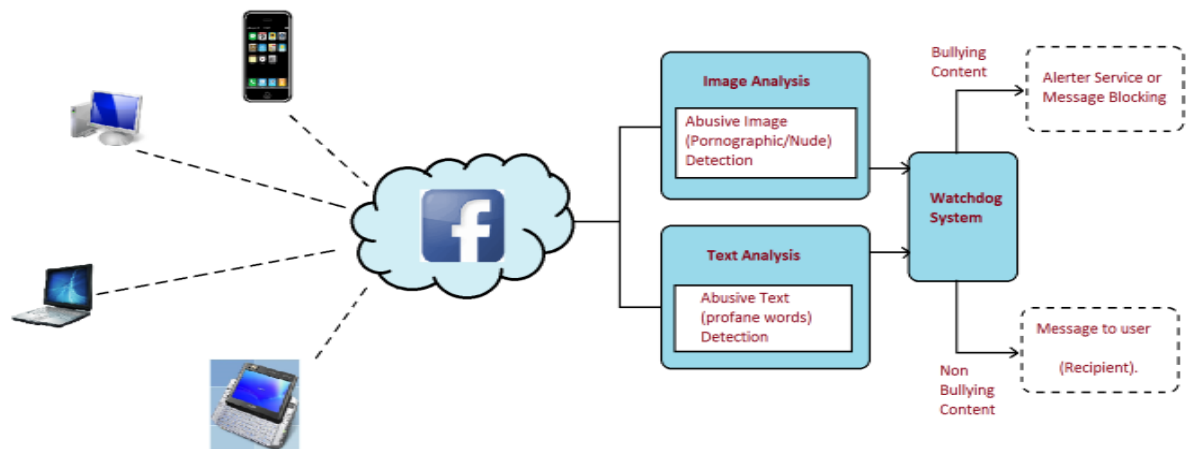 f
Image Analysis
Abusive Image
(Pornographic/Nude)
Detection
Text Analysis
Abusive Text
(profane words)
Detection
Watchdog
System
Bullying
Content
Alerter Service or
Message Blocking
Non
Bullying
Content
Message to user
(Recipient).